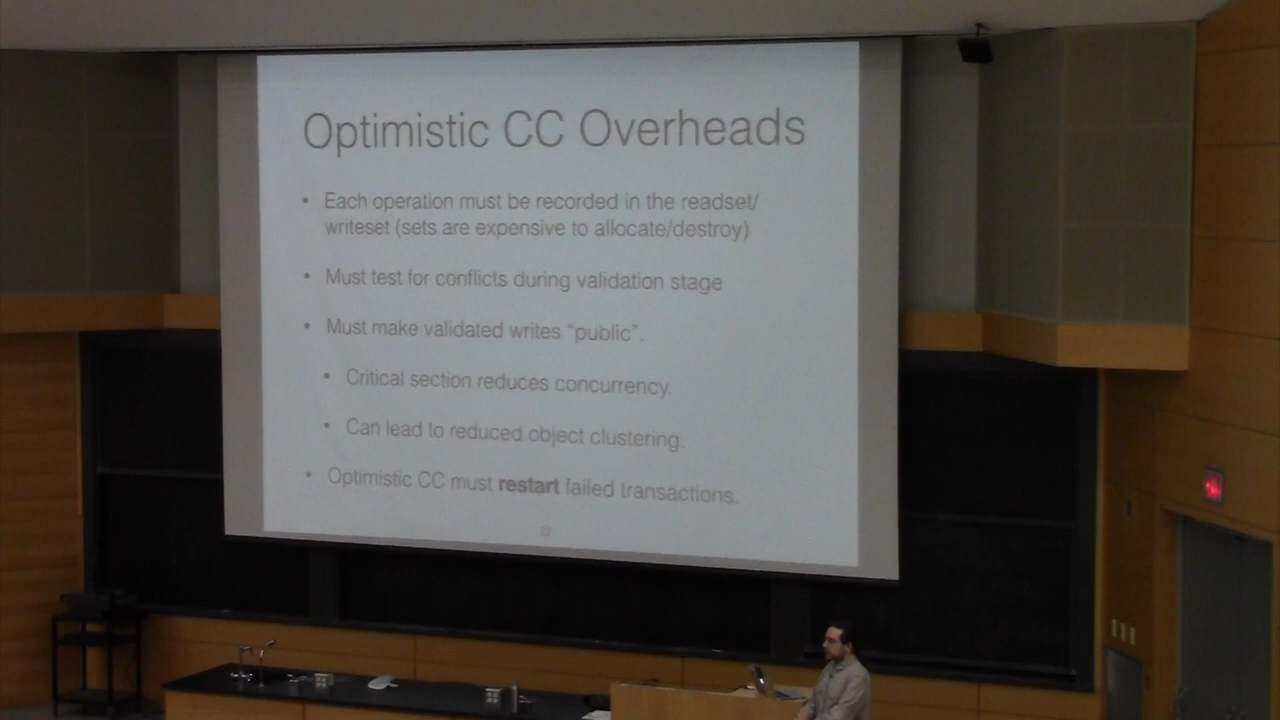 Optimistic CC Overheads
• Each operation must be recorded in the readset/
writeset (sets are expensive to allocate/destroy)
• Must test for conflicts during validation stage
• Must make validated writes “public”.
• Critical section reduces concurrency.
• Can lead to reduced object clustering.
• Optimistic CC must restart failed transactions.